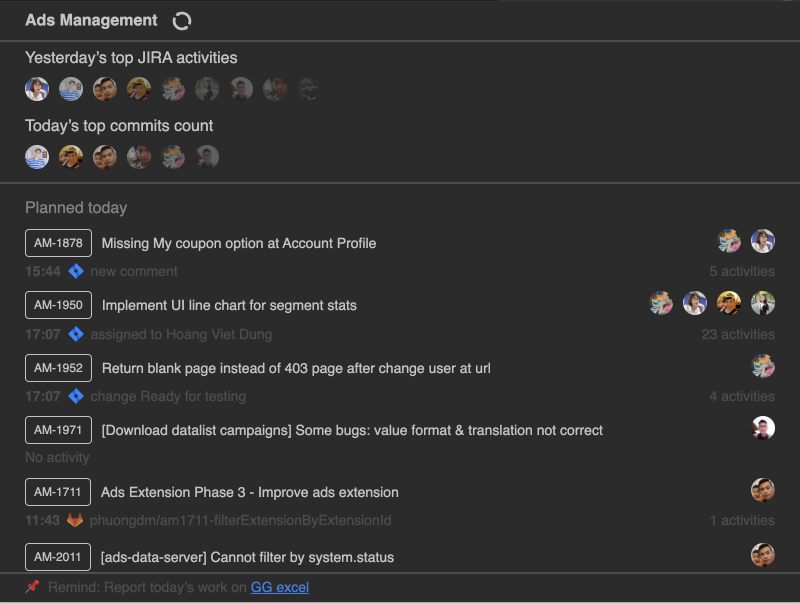 Ads Management
Yesterday's top JIRA activities
Today's top commits count
Planned today
AM-1878 Missing My coupon option at Account Profile
15:44 new comment 5 activities
AM-1950 Implement UI line chart for segment stats
17:07 assigned to Hoang Viet Dung 23 activities
AM-1952 Return blank page instead of 403 page after change user at url
17:07 change Ready for testing 4 activities
AM-1971 [Download datalist campaigns] Some bugs: value format & translation not correct
No activity
AM-1711 Ads Extension Phase 3 - Improve ads extension
11:43 phuongdm/am1711-filterExtensionByExtensionId 1 activities
AM-2011 [ads-data-server] Cannot filter by system.status
Remind: Report today's work on GG excel